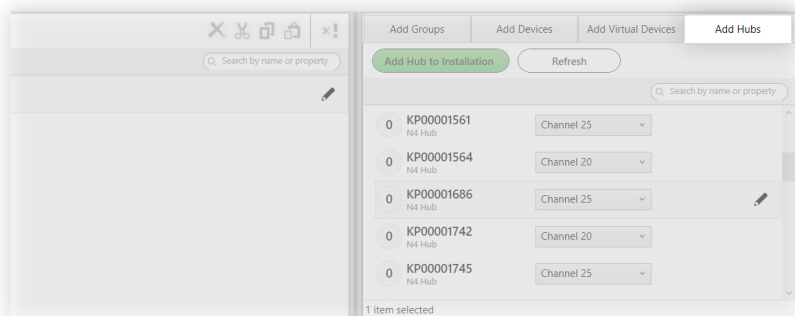 Add Groups
Add Devices
Add Virtual Devices
Add Hubs
Add Hub to Installation
Refresh
Search by name or property
Search by name or property
0 KP00001561 Channel 25
N4 Hub
0 KP00001564 Channel 20
N4 Hub
0 KP00001686 Channel 25
N4 Hub
0 KP00001742 Channel 20
N4 Hub
0 KP00001745 Channel 25
N4 Hub
1 item selected